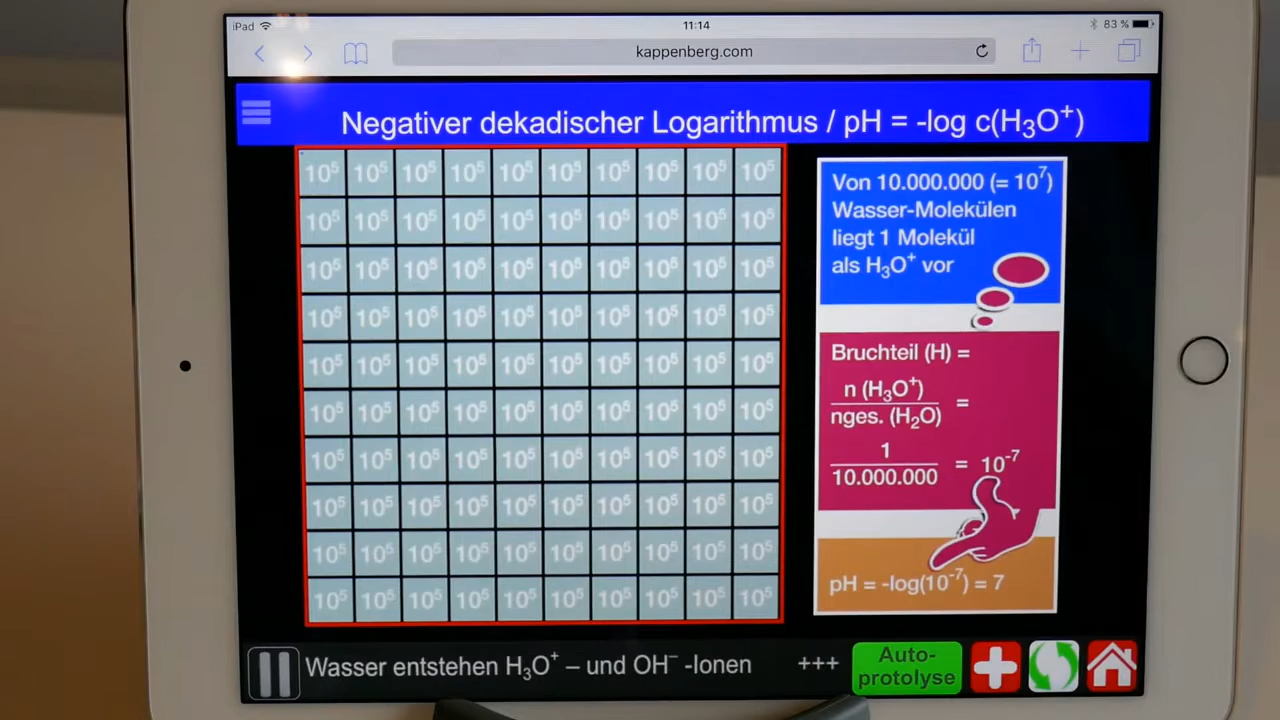 iPad
11:14
83 %
kappenberg.com
Negativer dekadischer Logarithmus / pH = -log c(H₃O⁺)
10⁵ 10⁵ 10⁵ 10⁵ 10⁵ 10⁵ 10⁵ 10⁵ 10⁵ 10⁵
10⁵ 10⁵ 10⁵ 10⁵ 10⁵ 10⁵ 10⁵ 10⁵ 10⁵ 10⁵
10⁵ 10⁵ 10⁵ 10⁵ 10⁵ 10⁵ 10⁵ 10⁵ 10⁵ 10⁵
10⁵ 10⁵ 10⁵ 10⁵ 10⁵ 10⁵ 10⁵ 10⁵ 10⁵ 10⁵
10⁵ 10⁵ 10⁵ 10⁵ 10⁵ 10⁵ 10⁵ 10⁵ 10⁵ 10⁵
10⁵ 10⁵ 10⁵ 10⁵ 10⁵ 10⁵ 10⁵ 10⁵ 10⁵ 10⁵
10⁵ 10⁵ 10⁵ 10⁵ 10⁵ 10⁵ 10⁵ 10⁵ 10⁵ 10⁵
10⁵ 10⁵ 10⁵ 10⁵ 10⁵ 10⁵ 10⁵ 10⁵ 10⁵ 10⁵
10⁵ 10⁵ 10⁵ 10⁵ 10⁵ 10⁵ 10⁵ 10⁵ 10⁵ 10⁵
10⁵ 10⁵ 10⁵ 10⁵ 10⁵ 10⁵ 10⁵ 10⁵ 10⁵ 10⁵
Von 10.000.000 (= 10⁷)
Wasser-Molekülen
liegt 1 Molekül
als H₃O⁺ vor
Bruchteil (H) =
n (H₃O⁺)
nges. (H₂O)
=
1
10.000.000
= 10⁻⁷
pH = -log(10⁻⁷) = 7
Wasser entstehen H₃O⁺ – und OH⁻ -Ionen +++
Auto-
protolyse